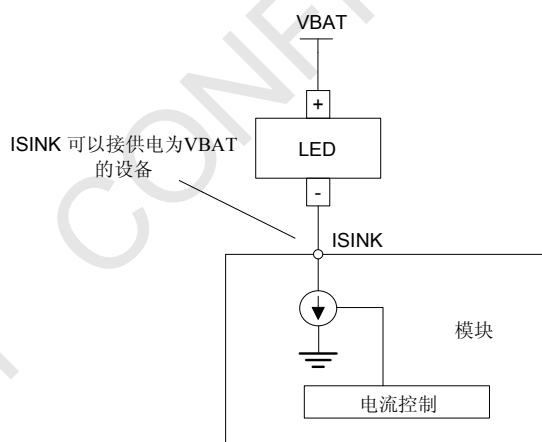 VBAT
+
ISINK 可以接供电为VBAT
的设备
LED
-
ISINK
模块
电流控制
CONFI